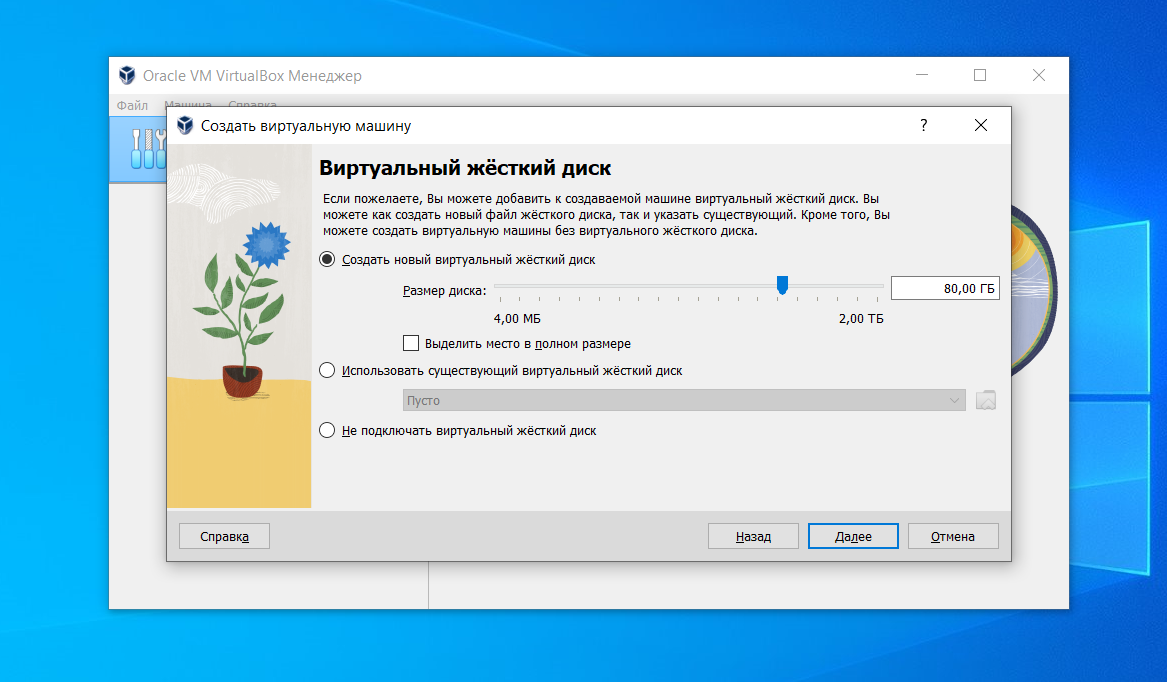 Oracle VM VirtualBox Менеджер
Файл Машина Справка
Создать виртуальную машину
?
Виртуальный жёсткий диск
Если пожелаете, Вы можете добавить к создаваемой машине виртуальный жёсткий диск. Вы
можете как создать новый файл жёсткого диска, так и указать существующий. Кроме того, Вы
можете создать виртуальную машины без виртуального жёсткого диска.
Создать новый виртуальный жёсткий диск
Размер диска:
80,00 ГБ
4,00 МБ 2,00 ТБ
Выделить место в полном размере
Использовать существующий виртуальный жёсткий диск
Пусто
Не подключать виртуальный жёсткий диск
Справка Назад Далее Отмена